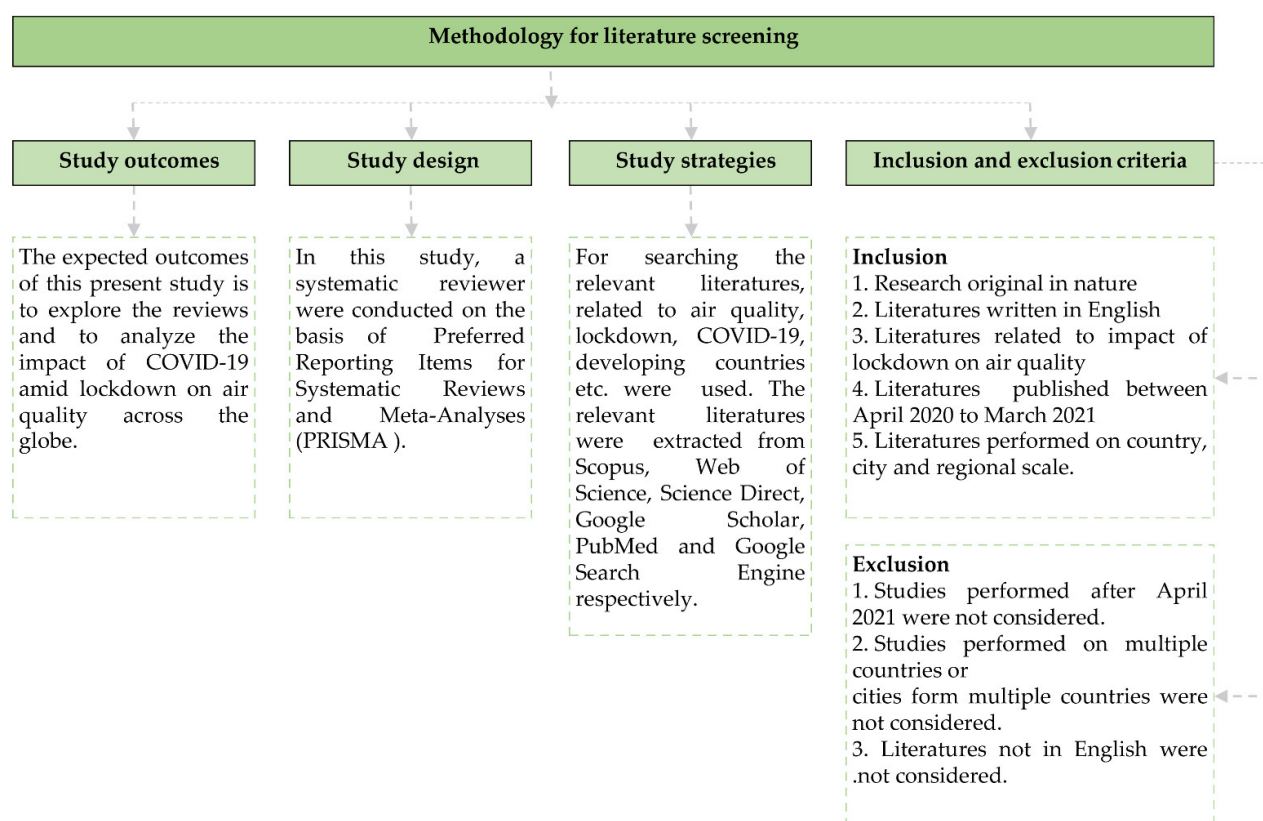 Methodology for literature screening
Study outcomes
Study design
Study strategies
Inclusion and exclusion criteria
The expected outcomes
of this present study is
to explore the reviews
and to analyze the
impact of COVID-19
amid lockdown on air
quality across the
globe.
In this study, a
systematic reviewer
were conducted on the
basis of Preferred
Reporting Items for
Systematic Reviews
and Meta-Analyses
(PRISMA ).
For searching the
relevant literatures,
related to air quality,
lockdown, COVID-19,
developing countries
etc. were used. The
relevant literatures
were extracted from
Scopus, Web of
Science, Science Direct,
Google Scholar,
PubMed and Google
Search Engine
respectively.
Inclusion
1. Research original in nature
2. Literatures written in English
3. Literatures related to impact of
lockdown on air quality
4. Literatures published between
April 2020 to March 2021
5. Literatures performed on country,
city and regional scale.
Exclusion
1. Studies performed after April
2021 were not considered.
2. Studies performed on multiple
countries or
cities form multiple countries were
not considered.
3. Literatures not in English were
.not considered.